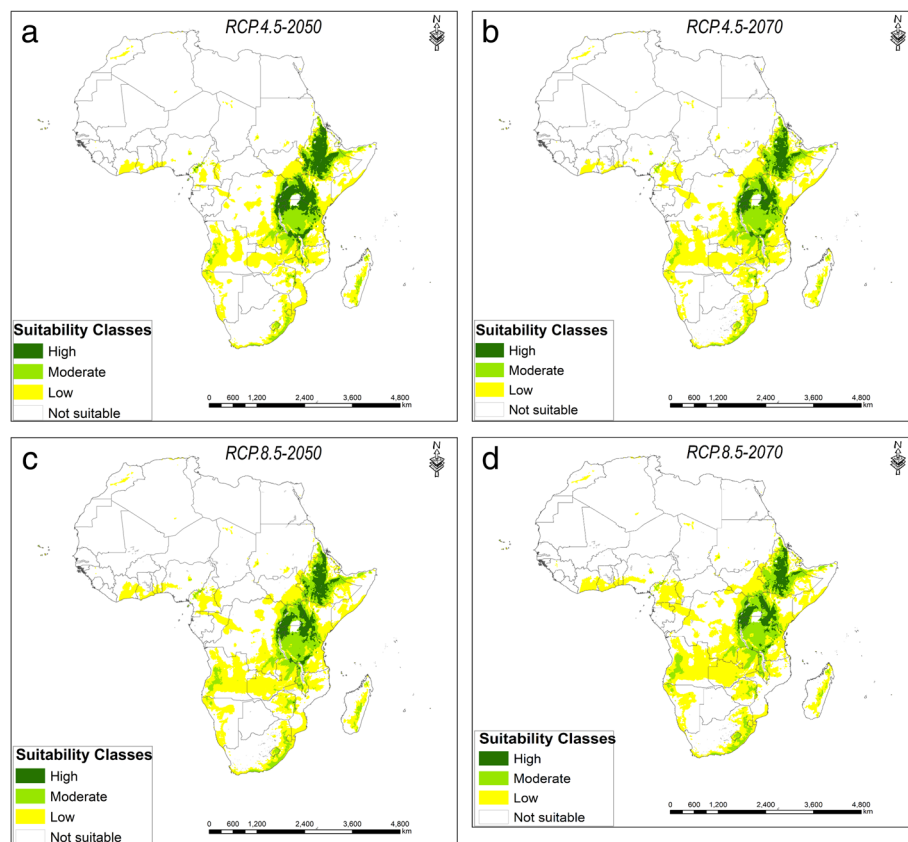 a
RCP.4.5-2050
N
Suitability Classes
High
Moderate
Low
Not suitable
0 600 1,200 2,400 3,600 4,800
km
b
RCP.4.5-2070
N
Suitability Classes
High
Moderate
Low
Not suitable
0 600 1,200 2,400 3,600 4,800
km
c
RCP.8.5-2050
N
Suitability Classes
High
Moderate
Low
Not suitable
0 600 1,200 2,400 3,600 4,800
km
d
RCP.8.5-2070
N
Suitability Classes
High
Moderate
Low
Not suitable
0 600 1,200 2,400 3,600 4,800
km